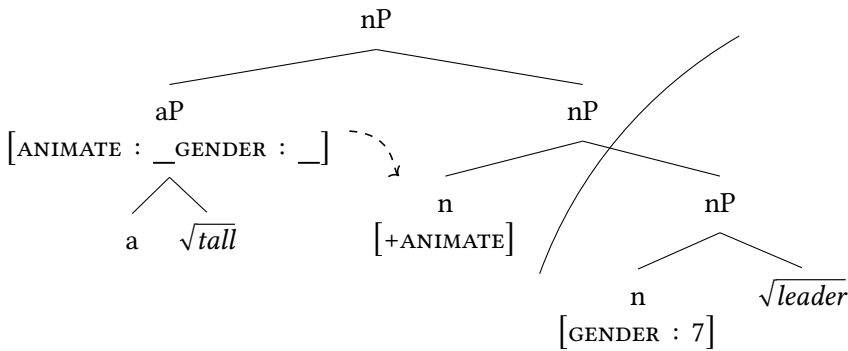 nP
aP nP
[ANIMATE : _GENDER : _]
n nP
a √tall [+ANIMATE]
n √leader
[GENDER : 7]